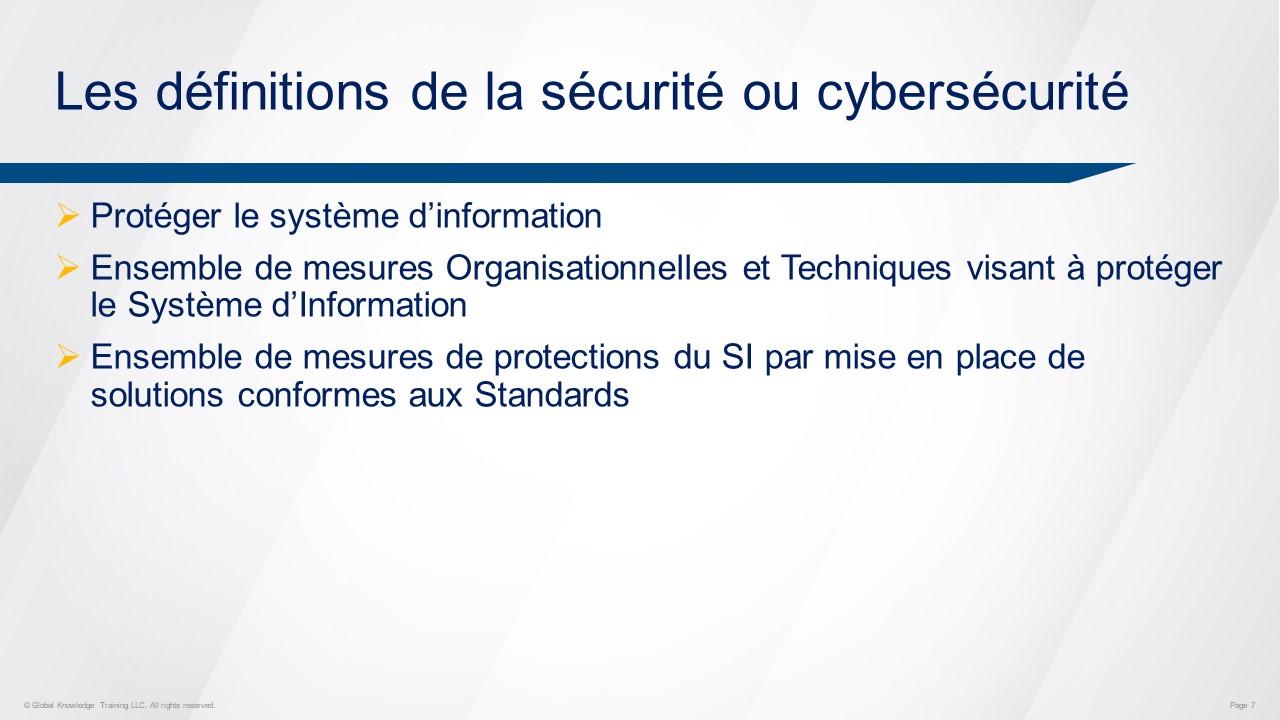 Les définitions de la sécurité ou cybersécurité
Protéger le système d’information
Ensemble de mesures Organisationnelles et Techniques visant à protéger
le Système d’Information
Ensemble de mesures de protections du SI par mise en place de
solutions conformes aux Standards
© Global Knowledge Training LLC. All rights reserved.
Page 7